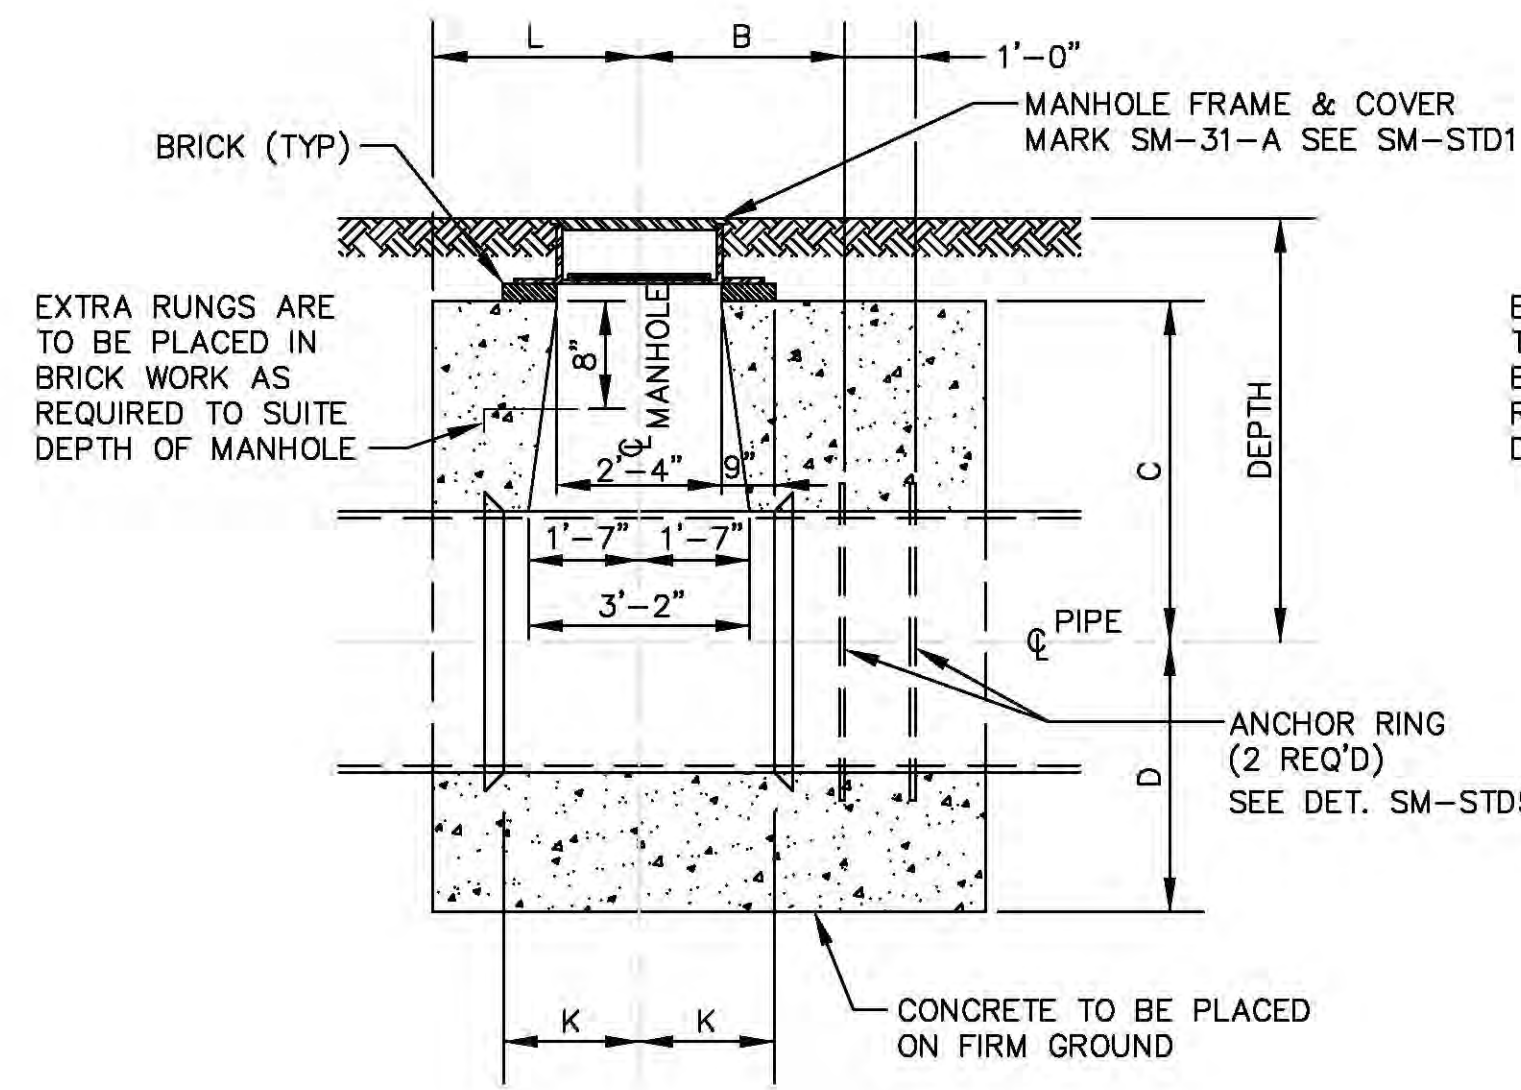 L
B
1'-0"
MANHOLE FRAME & COVER
MARK SM-31-A SEE SM-STD1
BRICK (TYP)
EXTRA RUNGS ARE
TO BE PLACED IN
BRICK WORK AS
REQUIRED TO SUITE
DEPTH OF MANHOLE
8"
℄ MANHOLE
2'-4"
9"
C
DEPTH
1'-7"
1'-7"
3'-2"
℄ PIPE
ANCHOR RING
(2 REQ'D)
SEE DET. SM-STD
D
K
K
CONCRETE TO BE PLACED
ON FIRM GROUND